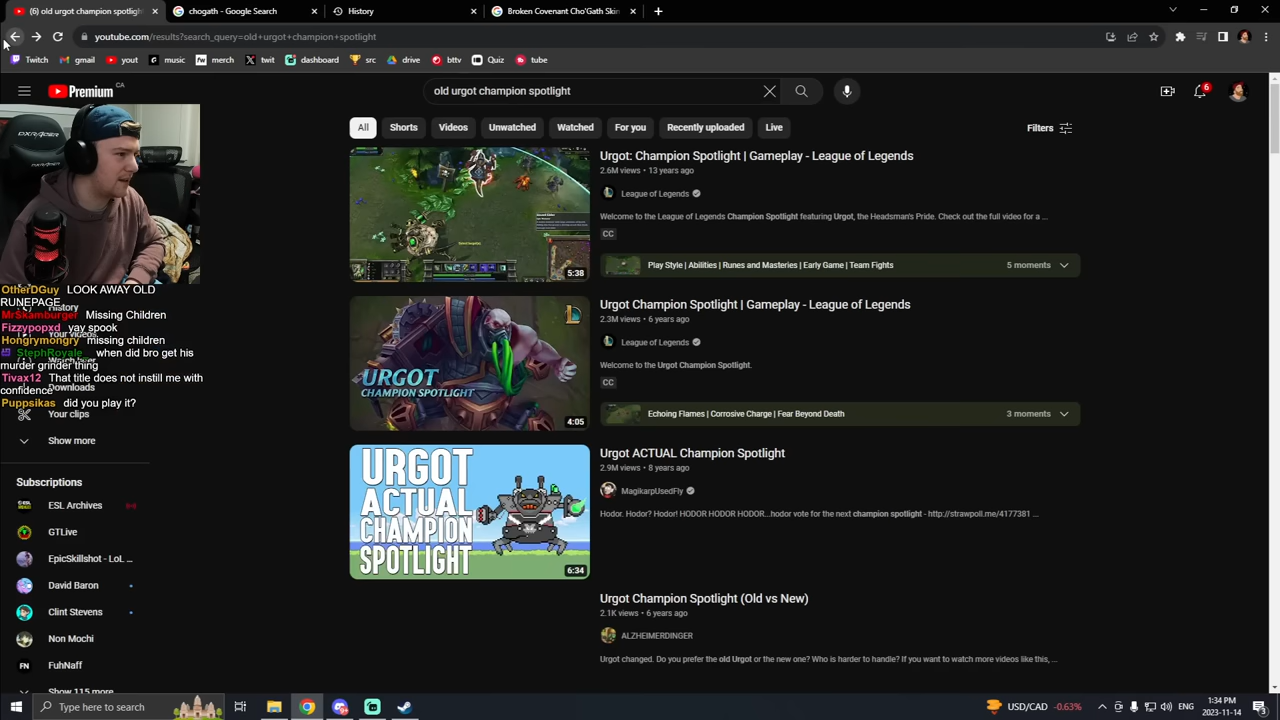 (6) old urgot champion spotlight
chogath - Google Search
History
Broken Covenant Cho'Gath Skin
youtube.com/results?search_query=old+urgot+champion+spotlight
Twitch
gmail
yout
music
merch
twit
dashboard
src
drive
bttv
Quiz
tube
Premium CA
old urgot champion spotlight
6
All
Shorts
Videos
Unwatched
Watched
For you
Recently uploaded
Live
Filters
Urgot: Champion Spotlight | Gameplay - League of Legends
2.6M views • 13 years ago
League of Legends
Welcome to the League of Legends Champion Spotlight featuring Urgot, the Headsman's Pride. Check out the full video for a ...
CC
5:38
Play Style | Abilities | Runes and Masteries | Early Game | Team Fights
5 moments
Urgot Champion Spotlight | Gameplay - League of Legends
2.3M views • 6 years ago
League of Legends
Welcome to the Urgot Champion Spotlight.
CC
URGOT
CHAMPION SPOTLIGHT
4:05
Echoing Flames | Corrosive Charge | Fear Beyond Death
3 moments
Urgot ACTUAL Champion Spotlight
2.9M views • 8 years ago
MagikarpUsedFly
Hodor. Hodor? Hodor! HODOR HODOR HODOR...hodor vote for the next champion spotlight - http://strawpoll.me/4177381 ...
URGOT
ACTUAL
CHAMPION
SPOTLIGHT
6:34
Urgot Champion Spotlight (Old vs New)
2.1K views • 6 years ago
ALZHEIMERDINGER
Urgot changed. Do you prefer the old Urgot or the new one? Who is harder to handle? If you want to watch more videos like this, ...
DXRACER
OtherDGuy LOOK AWAY OLD
RUNEPAGE
History
MrSkamburger Missing Children
Fizzypopxd yay spook
Your videos
Hongrymongry missing children
StephRoyale when did bro get his
murder grinder thing
Watch later
Tivax12 That title does not instill me with
confidence
Downloads
Puppsikas did you play it?
Your clips
Show more
Subscriptions
ESL Archives
GTLive
EpicSkillshot - LoL ...
David Baron
Clint Stevens
Non Mochi
FN FuhNaff
Show 115 more
Type here to search
USD/CAD -0.63%
ENG
1:34 PM
2023-11-14
3